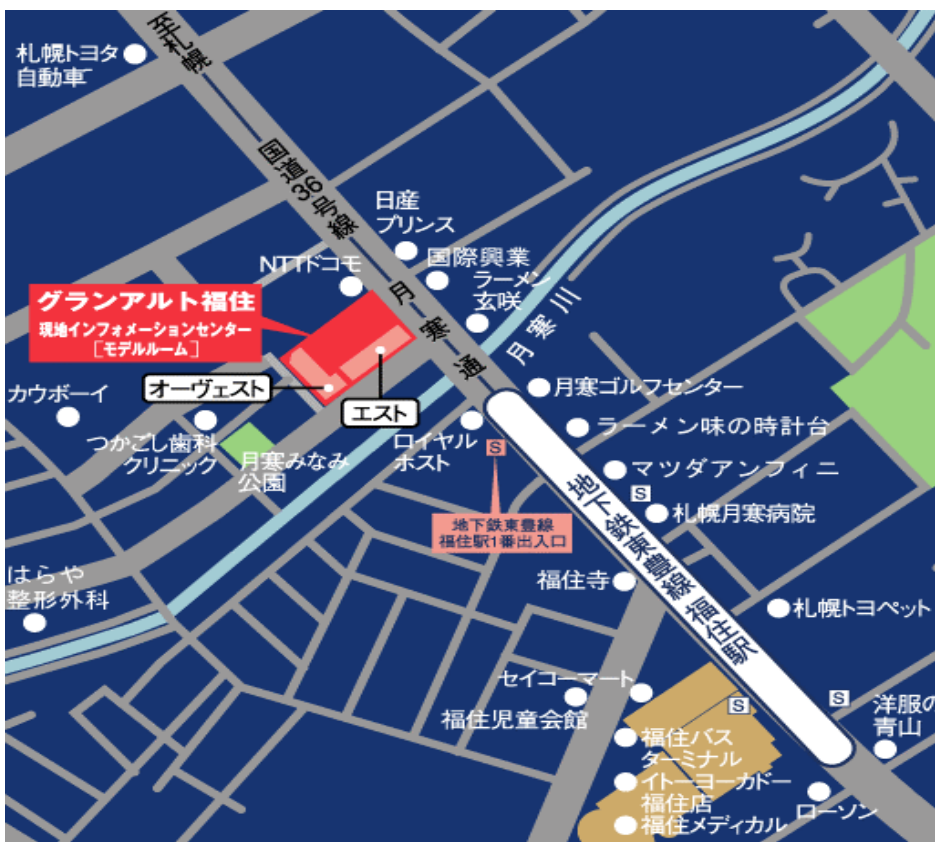 至札幌
札幌トヨタ
自動車
国道36号線
日産
プリンス
NTTドコモ
国際興業
ラーメン
玄咲
月寒通
月寒川
グランアルト福住
現地インフォメーションセンター
[モデルルーム]
オーヴェスト
エスト
カウボーイ
つかごし歯科
クリニック
月寒みなみ
公園
ロイヤル
ホスト
S
月寒ゴルフセンター
ラーメン味の時計台
マツダアンフィニ
S
札幌月寒病院
地下鉄東豊線
福住駅1番出入口
地下鉄東豊線福住駅
はらや
整形外科
福住寺
札幌トヨペット
セイコーマート
福住児童会館
S
S
洋服の
青山
福住バス
ターミナル
イトーヨーカドー
福住店
福住メディカル
ローソン